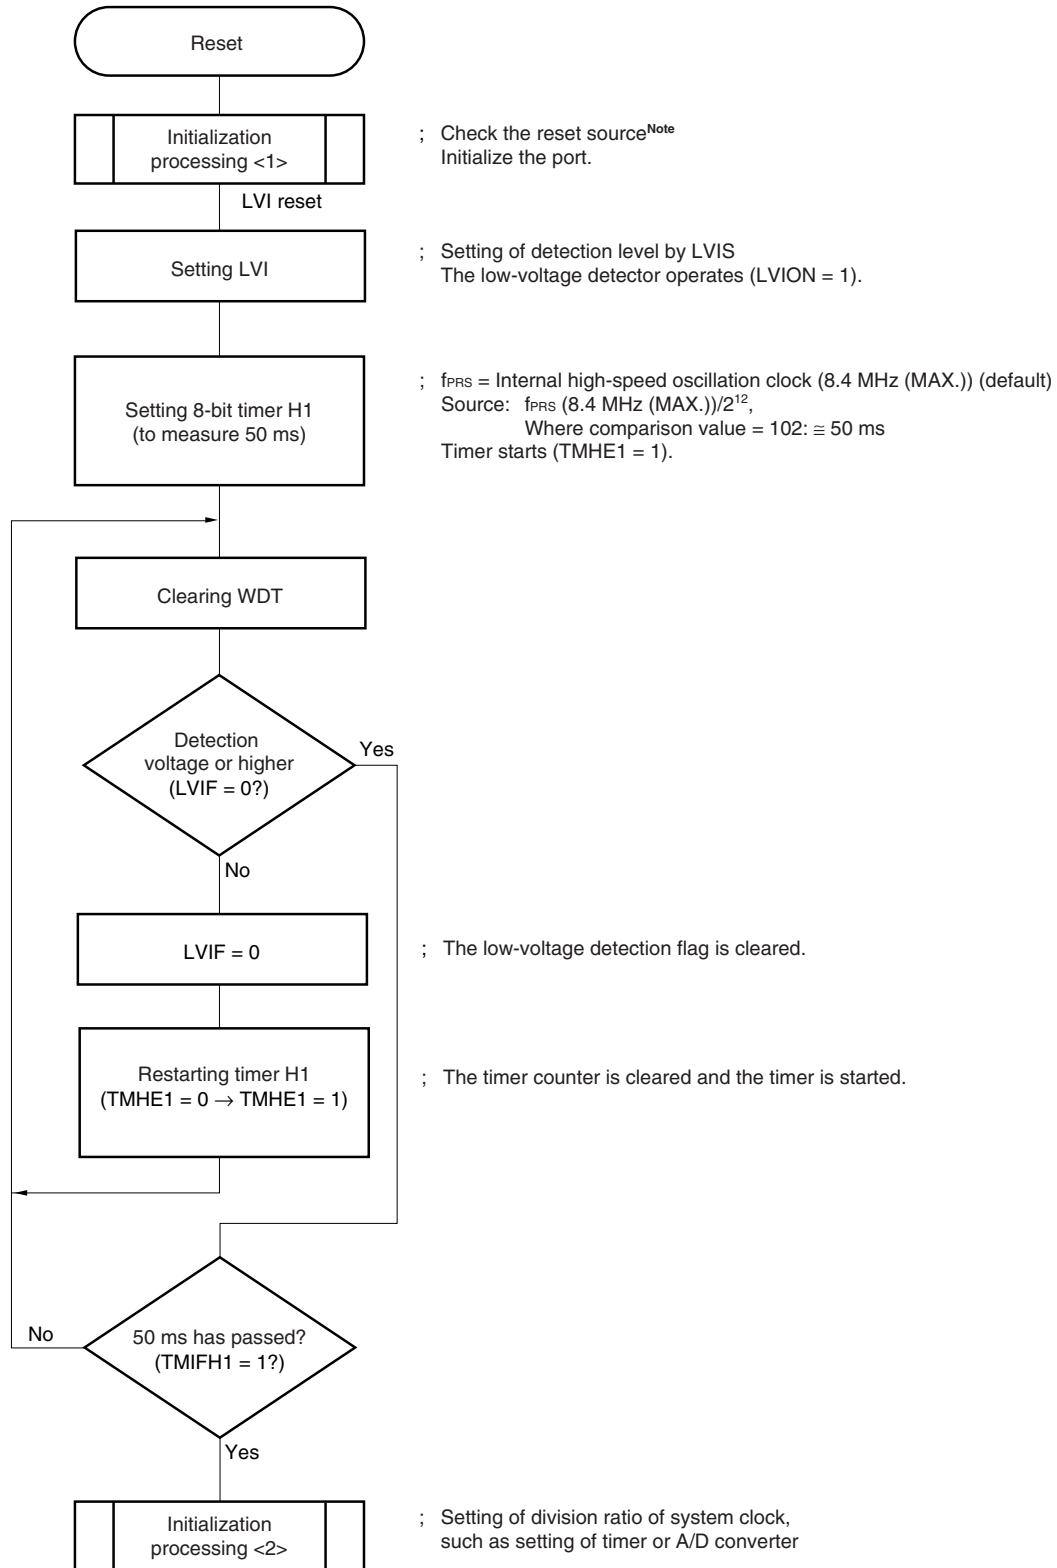 Reset
Initialization
processing <1>
; Check the reset sourceNote
Initialize the port.
LVI reset
Setting LVI
; Setting of detection level by LVIS
The low-voltage detector operates (LVION = 1).
Setting 8-bit timer H1
(to measure 50 ms)
; fPRS = Internal high-speed oscillation clock (8.4 MHz (MAX.)) (default)
Source: fPRS (8.4 MHz (MAX.))/2¹²,
Where comparison value = 102: ≅ 50 ms
Timer starts (TMHE1 = 1).
Clearing WDT
Detection
voltage or higher
(LVIF = 0?)
Yes
No
LVIF = 0
; The low-voltage detection flag is cleared.
Restarting timer H1
(TMHE1 = 0 → TMHE1 = 1)
; The timer counter is cleared and the timer is started.
No
50 ms has passed?
(TMIFH1 = 1?)
Yes
Initialization
processing <2>
; Setting of division ratio of system clock,
such as setting of timer or A/D converter